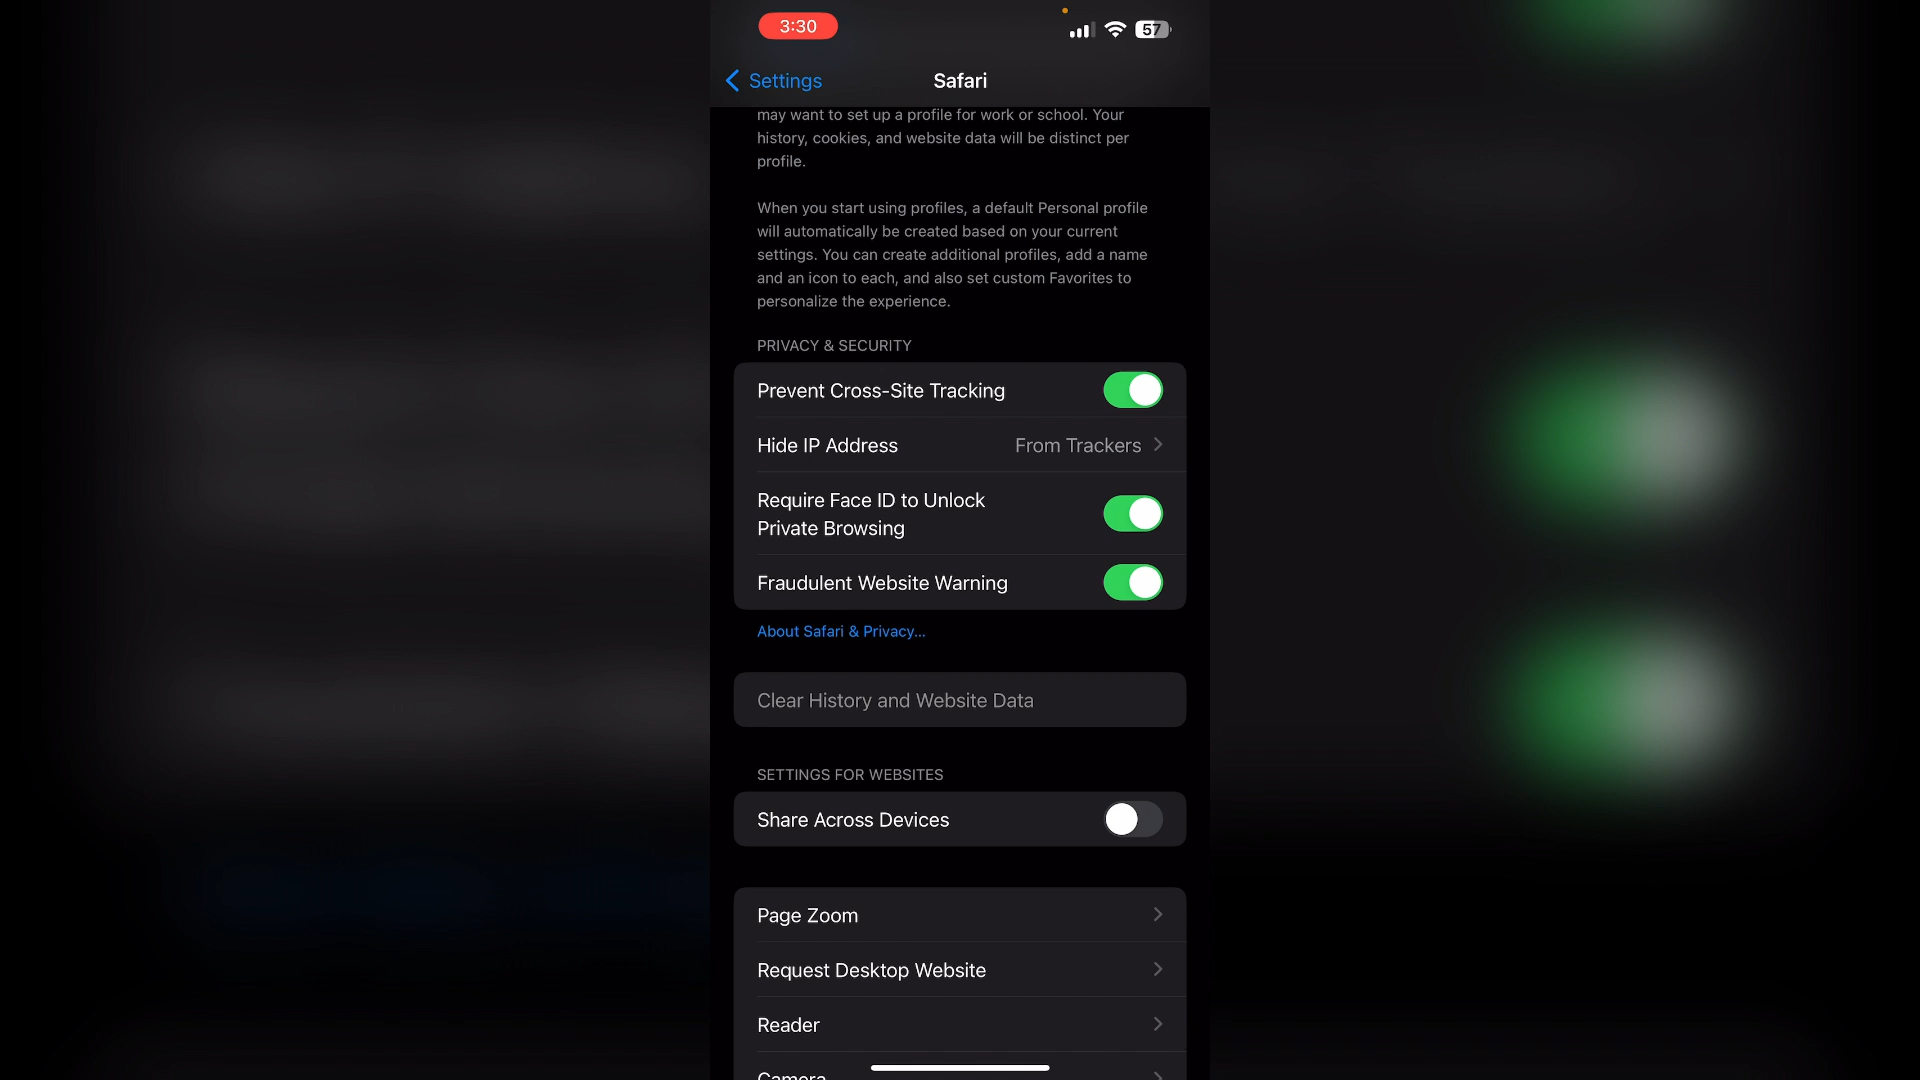 3:30
57
Settings
Safari
may want to set up a profile for work or school. Your
history, cookies, and website data will be distinct per
profile.
When you start using profiles, a default Personal profile
will automatically be created based on your current
settings. You can create additional profiles, add a name
and an icon to each, and also set custom Favorites to
personalize the experience.
PRIVACY & SECURITY
Prevent Cross-Site Tracking
Hide IP Address From Trackers
Require Face ID to Unlock
Private Browsing
Fraudulent Website Warning
About Safari & Privacy...
Clear History and Website Data
SETTINGS FOR WEBSITES
Share Across Devices
Page Zoom
Request Desktop Website
Reader
Camera